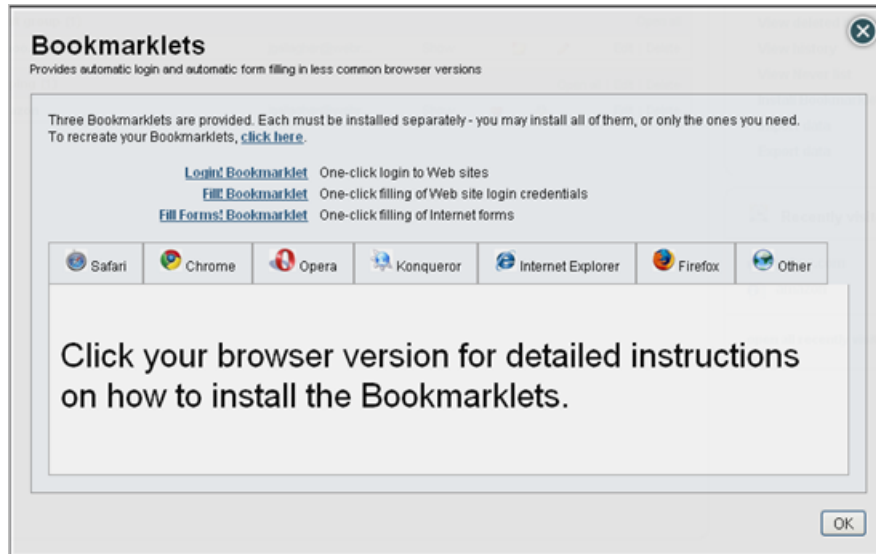 Bookmarklets
Provides automatic login and automatic form filling in less common browser versions
Three Bookmarklets are provided. Each must be installed separately - you may install all of them, or only the ones you need.
To recreate your Bookmarklets, click here.
Login! Bookmarklet One-click login to Web sites
Fill! Bookmarklet One-click filling of Web site login credentials
Fill Forms! Bookmarklet One-click filling of Internet forms
Safari Chrome Opera Konqueror Internet Explorer Firefox Other
Click your browser version for detailed instructions
on how to install the Bookmarklets.
OK